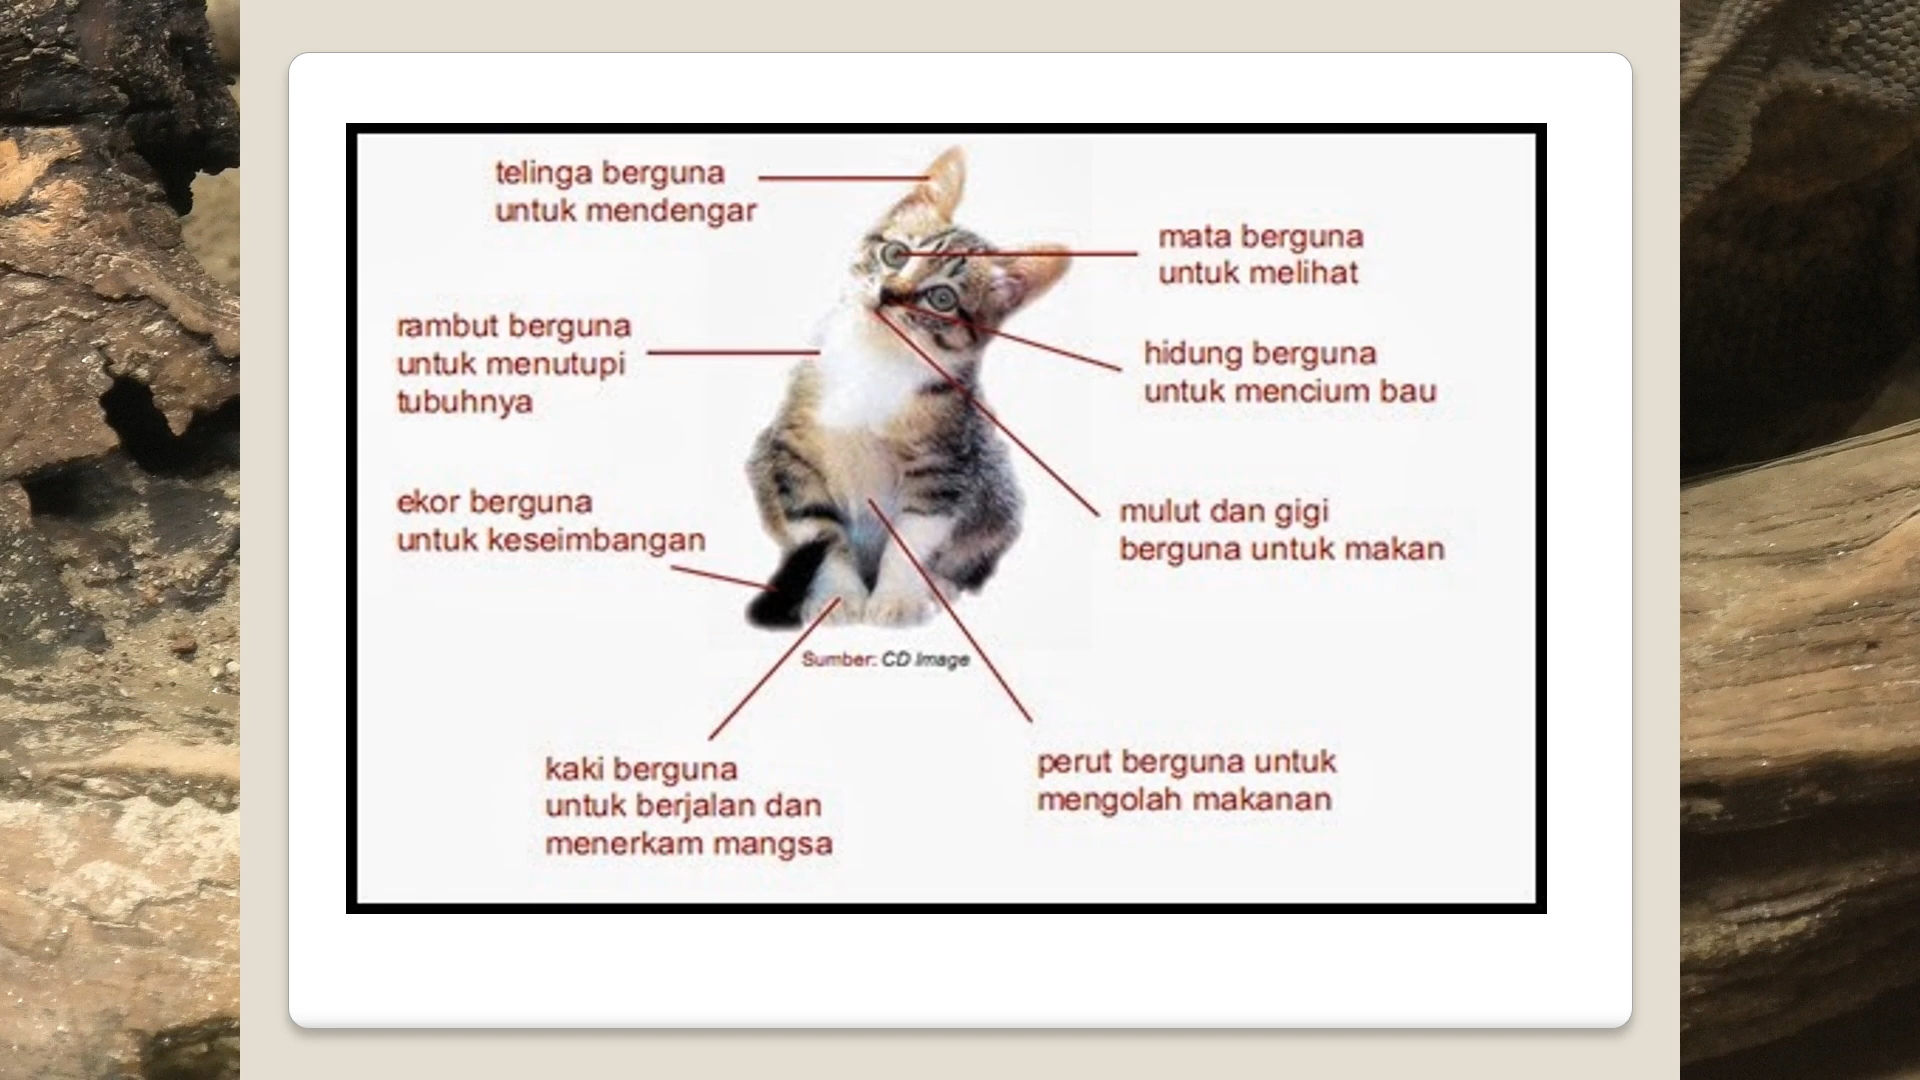 telinga berguna
untuk mendengar
mata berguna
untuk melihat
rambut berguna
untuk menutupi
tubuhnya
hidung berguna
untuk mencium bau
ekor berguna
untuk keseimbangan
mulut dan gigi
berguna untuk makan
Sumber: CD Image
kaki berguna
untuk berjalan dan
menerkam mangsa
perut berguna untuk
mengolah makanan